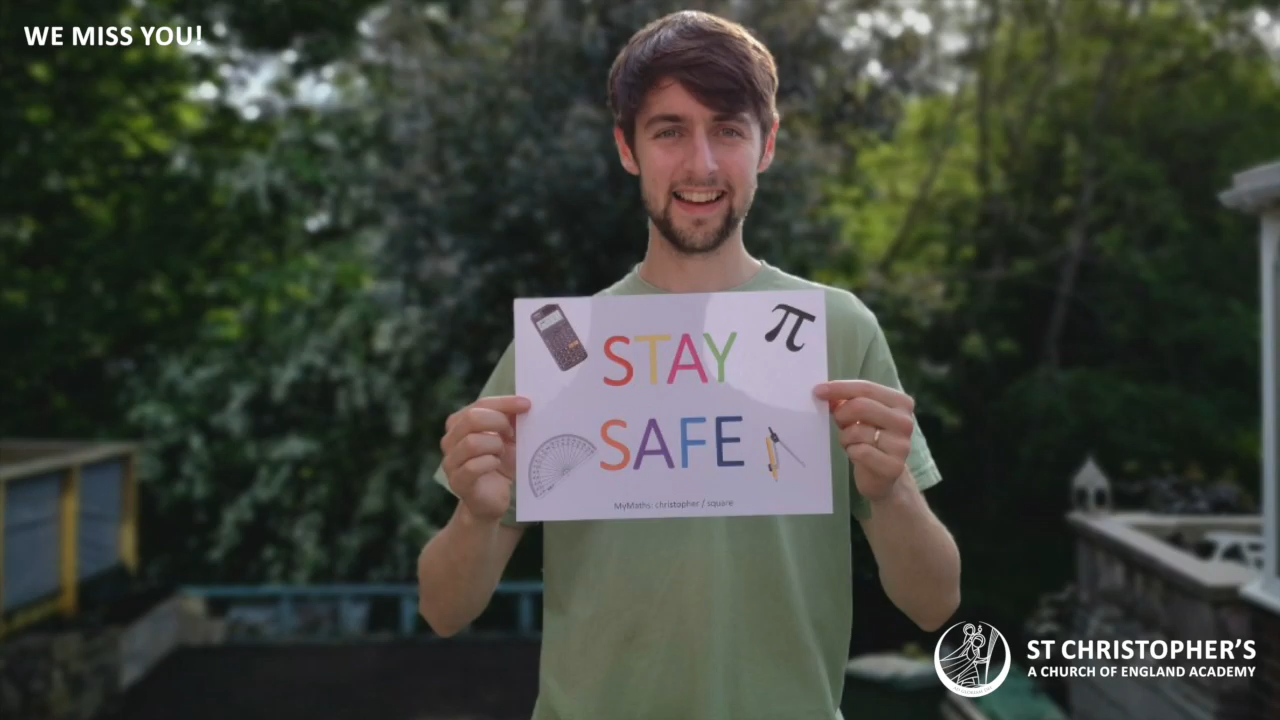 WE MISS YOU!
π
STAY
SAFE
MyMaths: christopher / square
ST CHRISTOPHER'S
A CHURCH OF ENGLAND ACADEMY